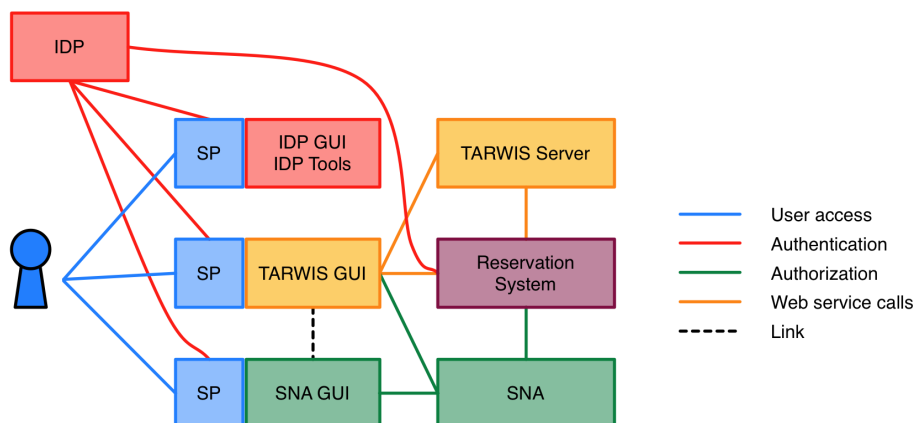 IDP
SP
IDP GUI
IDP Tools
TARWIS Server
SP
TARWIS GUI
Reservation
System
SP
SNA GUI
SNA
User access
Authentication
Authorization
Web service calls
Link